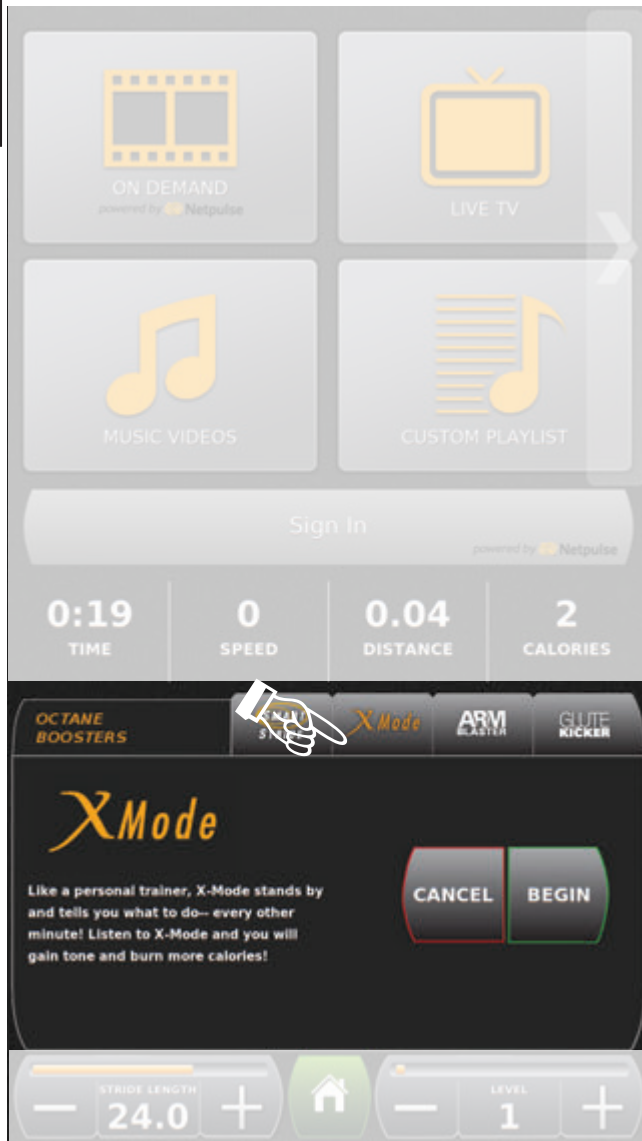 ON DEMAND
powered by Netpulse
LIVE TV
MUSIC VIDEOS
CUSTOM PLAYLIST
Sign In
powered by Netpulse
0:19 0 0.04 2
TIME SPEED DISTANCE CALORIES
OCTANE
BOOSTERS
SMART
START
XMode
ARM
BLASTER
GLUTE
KICKER
XMode
Like a personal trainer, X-Mode stands by
and tells you what to do-- every other
minute! Listen to X-Mode and you will
gain tone and burn more calories!
CANCEL BEGIN
STRIDE LENGTH
24.0
LEVEL
1